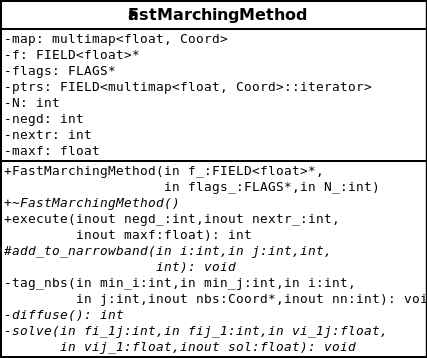 FastMarchingMethod
-map: multimap<float, Coord>
-f: FIELD<float>*
-flags: FLAGS*
-ptrs: FIELD<multimap<float, Coord>::iterator>
-N: int
-negd: int
-nextr: int
-maxf: float
+FastMarchingMethod(in f_:FIELD<float>*,
in flags_:FLAGS*,in N_:int)
+~FastMarchingMethod()
+execute(inout negd_:int,inout nextr_:int,
inout maxf:float): int
#add_to_narrowband(in i:int,in j:int,int,
int): void
-tag_nbs(in min_i:int,in min_j:int,in i:int,
in j:int,inout nbs:Coord*,inout nn:int): voi
-diffuse(): int
-solve(in fi_1j:int,in fij_1:int,in vi_1j:float,
in vij_1:float,inout sol:float): void